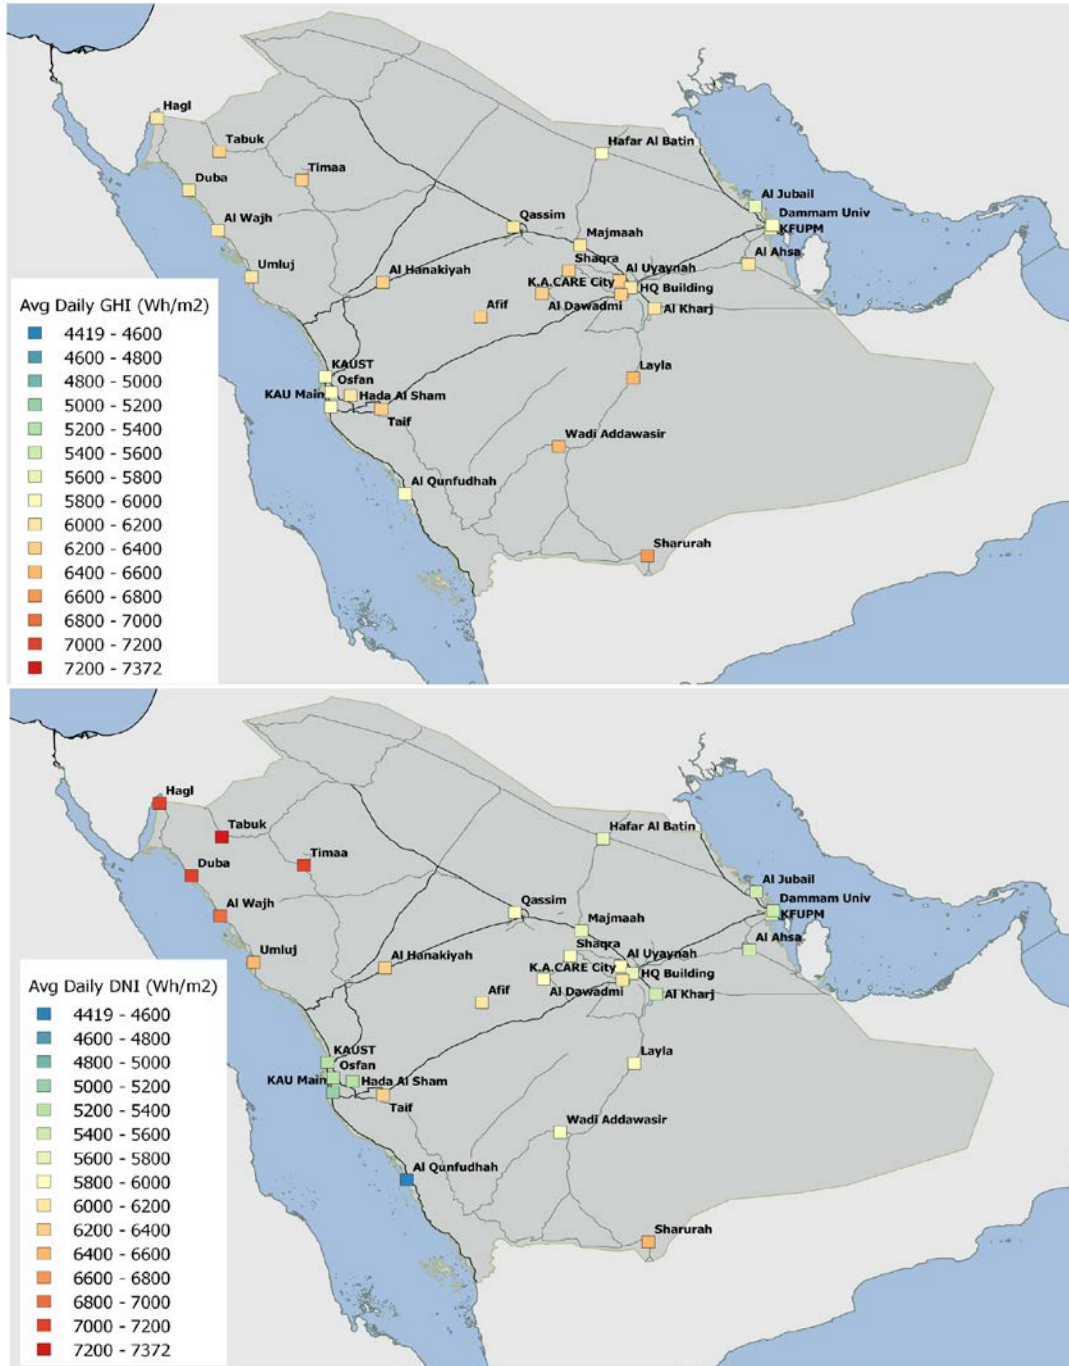 Hagl
Tabuk
Timaa
Hafar Al Batin
Duba
Al Jubail
Dammam Univ
KFUPM
Al Wajh
Qassim
Majmaah
Al Ahsa
Umluj
Al Hanakiyah
Shaqra
Al Uyaynah
K.A.CARE City
HQ Building
Al Dawadmi
Al Kharj
Afif
Avg Daily GHI (Wh/m2)
4419 - 4600
4600 - 4800
4800 - 5000
5000 - 5200
5200 - 5400
5400 - 5600
5600 - 5800
5800 - 6000
6000 - 6200
6200 - 6400
6400 - 6600
6600 - 6800
6800 - 7000
7000 - 7200
7200 - 7372
KAUST
Layla
Osfan
KAU Main
Hada Al Sham
Taif
Wadi Addawasir
Al Qunfudhah
Sharurah
Hagl
Tabuk
Timaa
Hafar Al Batin
Duba
Al Jubail
Dammam Univ
KFUPM
Al Wajh
Qassim
Majmaah
Al Ahsa
Umluj
Al Hanakiyah
Shaqra
Al Uyaynah
K.A.CARE City
HQ Building
Al Dawadmi
Al Kharj
Afif
Avg Daily DNI (Wh/m2)
4419 - 4600
4600 - 4800
4800 - 5000
5000 - 5200
5200 - 5400
5400 - 5600
5600 - 5800
5800 - 6000
6000 - 6200
6200 - 6400
6400 - 6600
6600 - 6800
6800 - 7000
7000 - 7200
7200 - 7372
KAUST
Layla
Osfan
KAU Main
Hada Al Sham
Taif
Wadi Addawasir
Al Qunfudhah
Sharurah